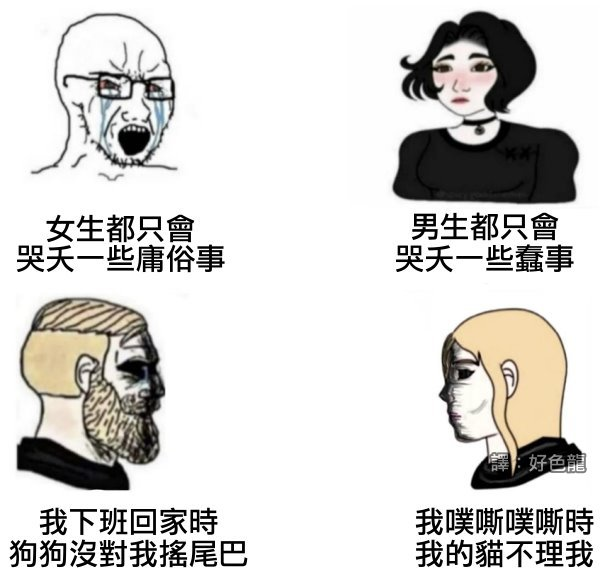 女生都只會
哭夭一些庸俗事
男生都只會
哭夭一些蠢事
譯：好色龍
我下班回家時
狗狗沒對我搖尾巴
我噗嘶噗嘶時
我的貓不理我